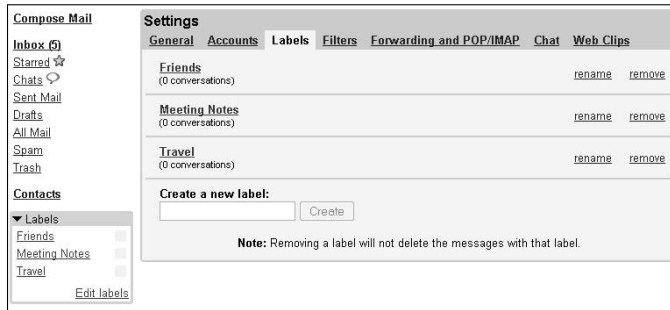 Compose Mail
Inbox (5)
Starred
Chats
Sent Mail
Drafts
All Mail
Spam
Trash
Contacts
Labels
Friends
Meeting Notes
Travel
Edit labels
Settings
General Accounts Labels Filters Forwarding and POP/IMAP Chat Web Clips
Friends rename remove
(0 conversations)
Meeting Notes rename remove
(0 conversations)
Travel rename remove
(0 conversations)
Create a new label:
Create
Note: Removing a label will not delete the messages with that label.